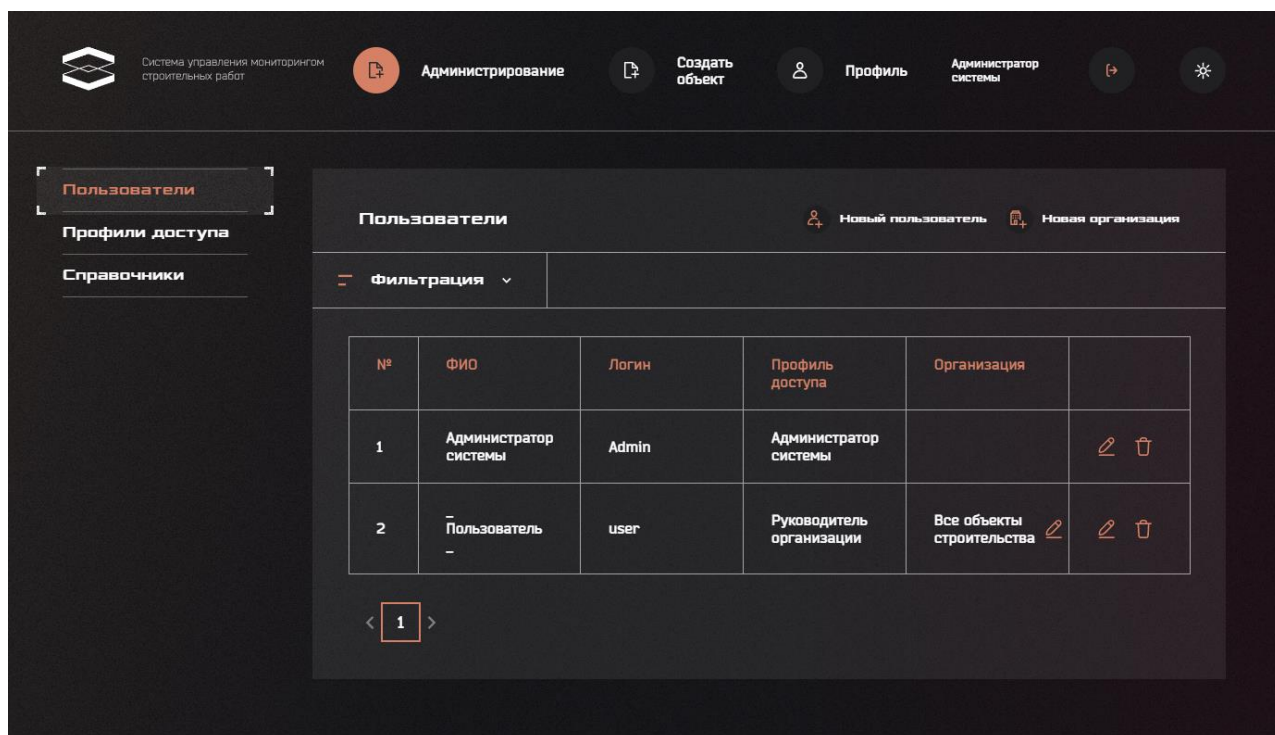 Система управления мониторингом
строительных работ
Администрирование
Создать
объект
Профиль
Администратор
системы
Пользователи
Профили доступа
Справочники
Пользователи
Новый пользователь
Новая организация
Фильтрация
№
ФИО
Логин
Профиль
доступа
Организация
1
Администратор
системы
Admin
Администратор
системы
2
_
Пользователь
_
user
Руководитель
организации
Все объекты
строительства
< 1 >